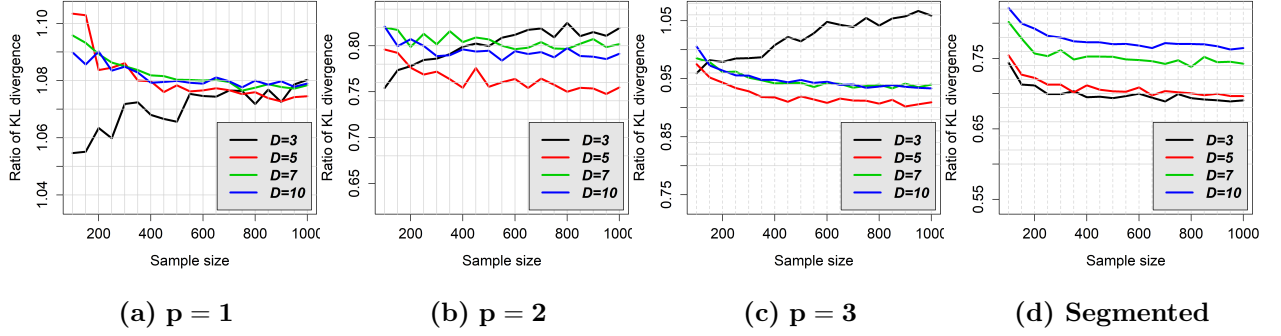 Ratio of KL divergence
1.04 1.06 1.08 1.10
200 400 600 800 1000
Sample size
D=3
D=5
D=7
D=10
(a) p = 1
Ratio of KL divergence
0.65 0.70 0.75 0.80
200 400 600 800 1000
Sample size
D=3
D=5
D=7
D=10
(b) p = 2
Ratio of KL divergence
0.75 0.85 0.95 1.05
200 400 600 800 1000
Sample size
D=3
D=5
D=7
D=10
(c) p = 3
Ratio of KL divergence
0.55 0.65 0.75
200 400 600 800 1000
Sample size
D=3
D=5
D=7
D=10
(d) Segmented